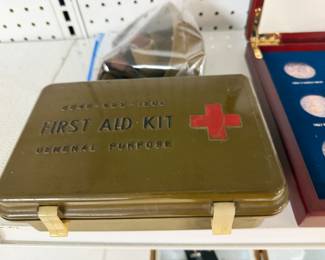 FIRST AID KIT
GENERAL PURPOSE